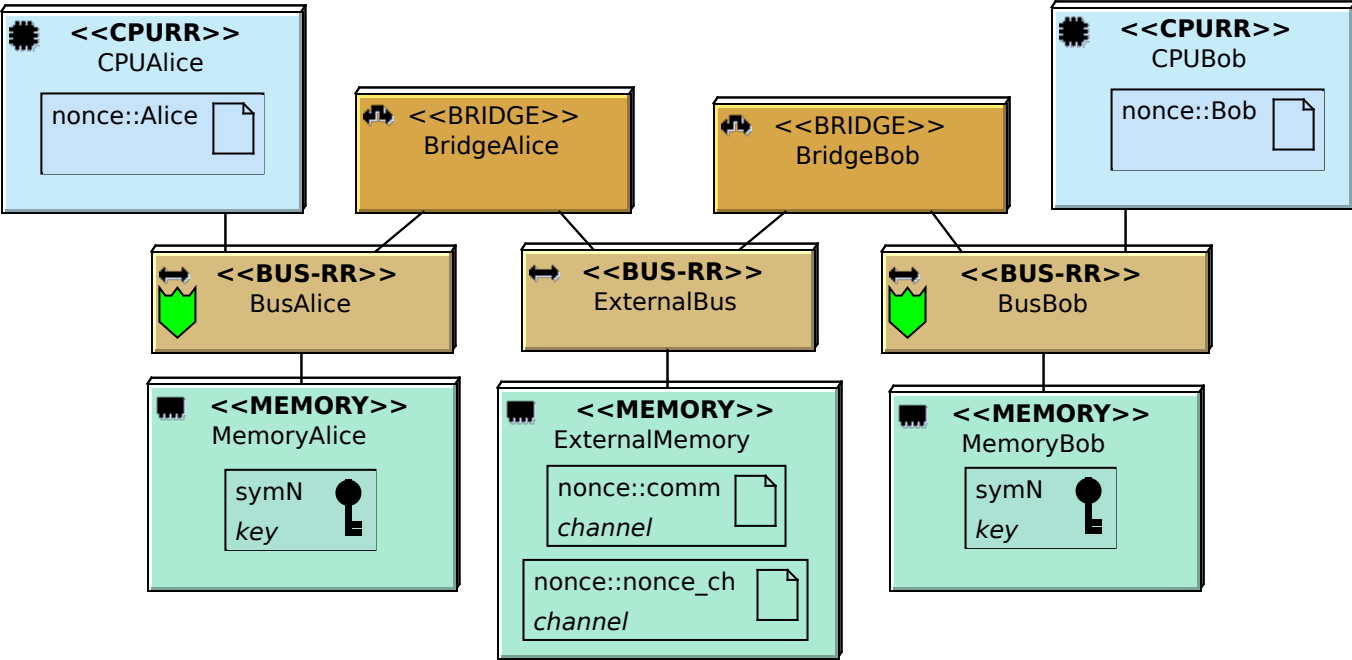 <<CPURR>>
CPUAlice
nonce::Alice
<<BRIDGE>>
BridgeAlice
<<BRIDGE>>
BridgeBob
<<CPURR>>
CPUBob
nonce::Bob
<<BUS-RR>>
BusAlice
<<BUS-RR>>
ExternalBus
<<BUS-RR>>
BusBob
<<MEMORY>>
MemoryAlice
symN
key
<<MEMORY>>
ExternalMemory
nonce::comm
channel
nonce::nonce_ch
channel
<<MEMORY>>
MemoryBob
symN
key